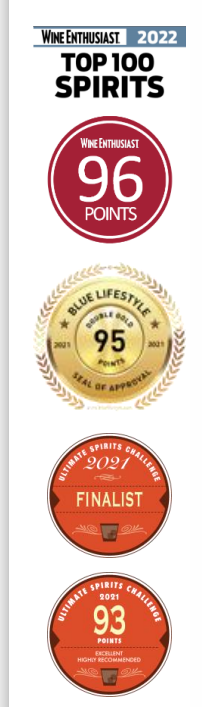 WINE ENTHUSIAST 2022
TOP 100
SPIRITS
WINE ENTHUSIAST
96
POINTS
BLUE LIFESTYLE
DOUBLE GOLD
2021 95 2021
POINTS
SEAL OF APPROVAL
ULTIMATE SPIRITS CHALLENGE
2021
FINALIST
ULTIMATE SPIRITS CHALLENGE
2021
93
POINTS
EXCELLENT
HIGHLY RECOMMENDED